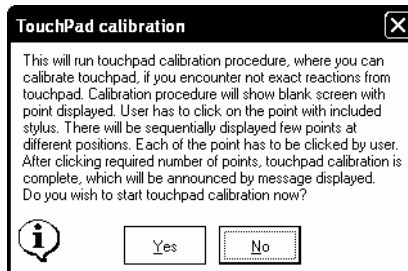 TouchPad calibration
This will run touchpad calibration procedure, where you can
calibrate touchpad, if you encounter not exact reactions from
touchpad. Calibration procedure will show blank screen with
point displayed. User has to click on the point with included
stylus. There will be sequentially displayed few points at
different positions. Each of the point has to be clicked by user.
After clicking required number of points, touchpad calibration is
complete, which will be announced by message displayed.
Do you wish to start touchpad calibration now?
Yes No